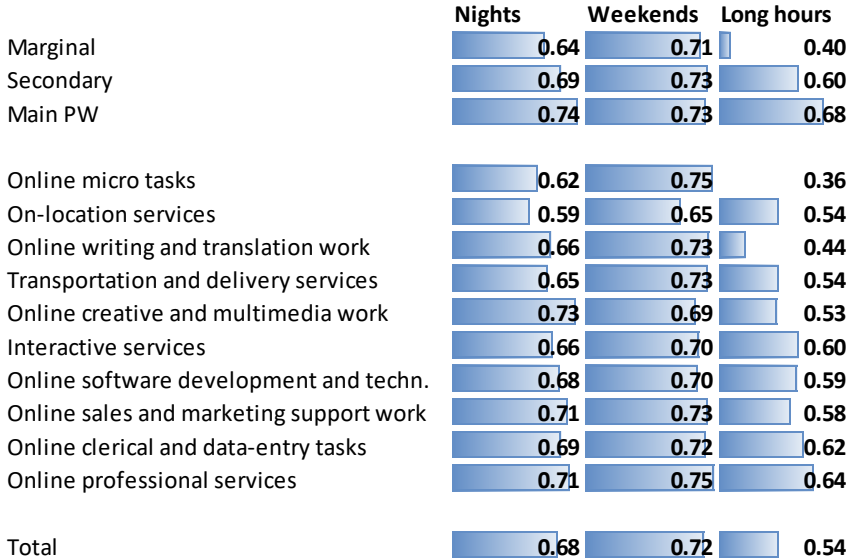 Nights Weekends Long hours
Marginal 0.64 0.71 0.40
Secondary 0.69 0.73 0.60
Main PW 0.74 0.73 0.68
Online micro tasks 0.62 0.75 0.36
On-location services 0.59 0.65 0.54
Online writing and translation work 0.66 0.73 0.44
Transportation and delivery services 0.65 0.73 0.54
Online creative and multimedia work 0.73 0.69 0.53
Interactive services 0.66 0.70 0.60
Online software development and techn. 0.68 0.70 0.59
Online sales and marketing support work 0.71 0.73 0.58
Online clerical and data-entry tasks 0.69 0.72 0.62
Online professional services 0.71 0.75 0.64
Total 0.68 0.72 0.54